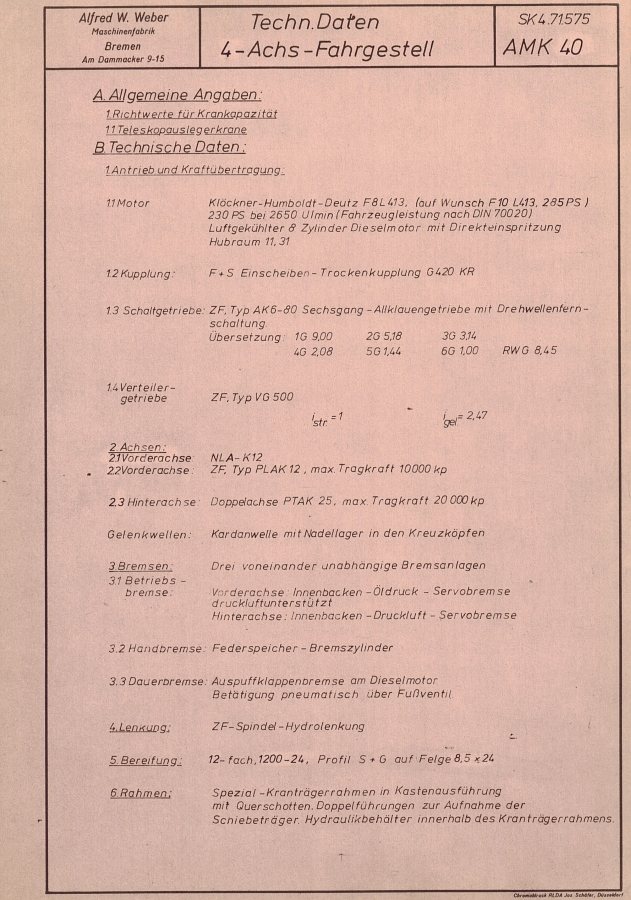 Alfred W. Weber
Maschinenfabrik
Bremen
Am Dammacker 9-15
Techn. Daten
4-Achs-Fahrgestell
SK4.71.575
AMK 40
A. Allgemeine Angaben:
1. Richtwerte für Krankapazität
1.1 Teleskopauslegerkrane
B. Technische Daten:
1. Antrieb und Kraftübertragung:
1.1 Motor Klöckner-Humboldt-Deutz F8L413, (auf Wunsch F10 L413, 285 PS)
230 PS bei 2650 U/min (Fahrzeugleistung nach DIN 70020)
Luftgekühlter 8 Zylinder Dieselmotor mit Direkteinspritzung
Hubraum 11,31
1.2 Kupplung: F+S Einscheiben-Trockenkupplung G420 KR
1.3 Schaltgetriebe: ZF, Typ AK6-80 Sechsgang-Allklauengetriebe mit Drehwellenfern-
schaltung
Übersetzung: 1G 9,00 2G 5,18 3G 3,14
4G 2,08 5G 1,44 6G 1,00 RWG 8,45
1.4 Verteiler-
getriebe ZF, Typ VG 500
i str. = 1 i gel. = 2,47
2. Achsen:
2.1 Vorderachse: NLA-K12
2.2 Vorderachse: ZF, Typ PLAK 12, max. Tragkraft 10000 kp
2.3 Hinterachse: Doppelachse PTAK 25, max. Tragkraft 20 000 kp
Gelenkwellen: Kardanwelle mit Nadellager in den Kreuzköpfen
3. Bremsen: Drei voneinander unabhängige Bremsanlagen
3.1 Betriebs-
bremse: Vorderachse: Innenbacken-Öldruck-Servobremse
druckluftunterstützt
Hinterachse: Innenbacken-Druckluft-Servobremse
3.2 Handbremse: Federspeicher-Bremszylinder
3.3 Dauerbremse: Auspuffklappenbremse am Dieselmotor
Betätigung pneumatisch über Fußventil
4. Lenkung: ZF-Spindel-Hydrolenkung
5. Bereifung: 12-fach, 1200-24, Profil S+G auf Felge 8,5 x 24
6. Rahmen: Spezial-Kranträgerrahmen in Kastenausführung
mit Querschotten. Doppelführungen zur Aufnahme der
Schiebeträger. Hydraulikbehälter innerhalb des Kranträgerrahmens.
Chromoldruck RLDA Jos. Schäfer, Düsseldorf